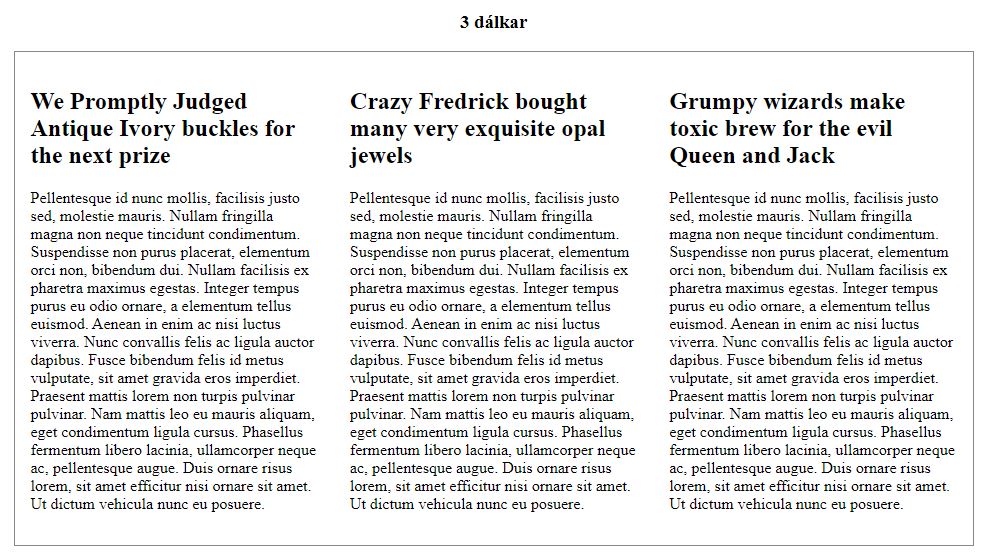 3 dálkar
We Promptly Judged
Antique Ivory buckles for
the next prize
Pellentesque id nunc mollis, facilisis justo
sed, molestie mauris. Nullam fringilla
magna non neque tincidunt condimentum.
Suspendisse non purus placerat, elementum
orci non, bibendum dui. Nullam facilisis ex
pharetra maximus egestas. Integer tempus
purus eu odio ornare, a elementum tellus
euismod. Aenean in enim ac nisi luctus
viverra. Nunc convallis felis ac ligula auctor
dapibus. Fusce bibendum felis id metus
vulputate, sit amet gravida eros imperdiet.
Praesent mattis lorem non turpis pulvinar
pulvinar. Nam mattis leo eu mauris aliquam,
eget condimentum ligula cursus. Phasellus
fermentum libero lacinia, ullamcorper neque
ac, pellentesque augue. Duis ornare risus
lorem, sit amet efficitur nisi ornare sit amet.
Ut dictum vehicula nunc eu posuere.
Crazy Fredrick bought
many very exquisite opal
jewels
Pellentesque id nunc mollis, facilisis justo
sed, molestie mauris. Nullam fringilla
magna non neque tincidunt condimentum.
Suspendisse non purus placerat, elementum
orci non, bibendum dui. Nullam facilisis ex
pharetra maximus egestas. Integer tempus
purus eu odio ornare, a elementum tellus
euismod. Aenean in enim ac nisi luctus
viverra. Nunc convallis felis ac ligula auctor
dapibus. Fusce bibendum felis id metus
vulputate, sit amet gravida eros imperdiet.
Praesent mattis lorem non turpis pulvinar
pulvinar. Nam mattis leo eu mauris aliquam,
eget condimentum ligula cursus. Phasellus
fermentum libero lacinia, ullamcorper neque
ac, pellentesque augue. Duis ornare risus
lorem, sit amet efficitur nisi ornare sit amet.
Ut dictum vehicula nunc eu posuere.
Grumpy wizards make
toxic brew for the evil
Queen and Jack
Pellentesque id nunc mollis, facilisis justo
sed, molestie mauris. Nullam fringilla
magna non neque tincidunt condimentum.
Suspendisse non purus placerat, elementum
orci non, bibendum dui. Nullam facilisis ex
pharetra maximus egestas. Integer tempus
purus eu odio ornare, a elementum tellus
euismod. Aenean in enim ac nisi luctus
viverra. Nunc convallis felis ac ligula auctor
dapibus. Fusce bibendum felis id metus
vulputate, sit amet gravida eros imperdiet.
Praesent mattis lorem non turpis pulvinar
pulvinar. Nam mattis leo eu mauris aliquam,
eget condimentum ligula cursus. Phasellus
fermentum libero lacinia, ullamcorper neque
ac, pellentesque augue. Duis ornare risus
lorem, sit amet efficitur nisi ornare sit amet.
Ut dictum vehicula nunc eu posuere.